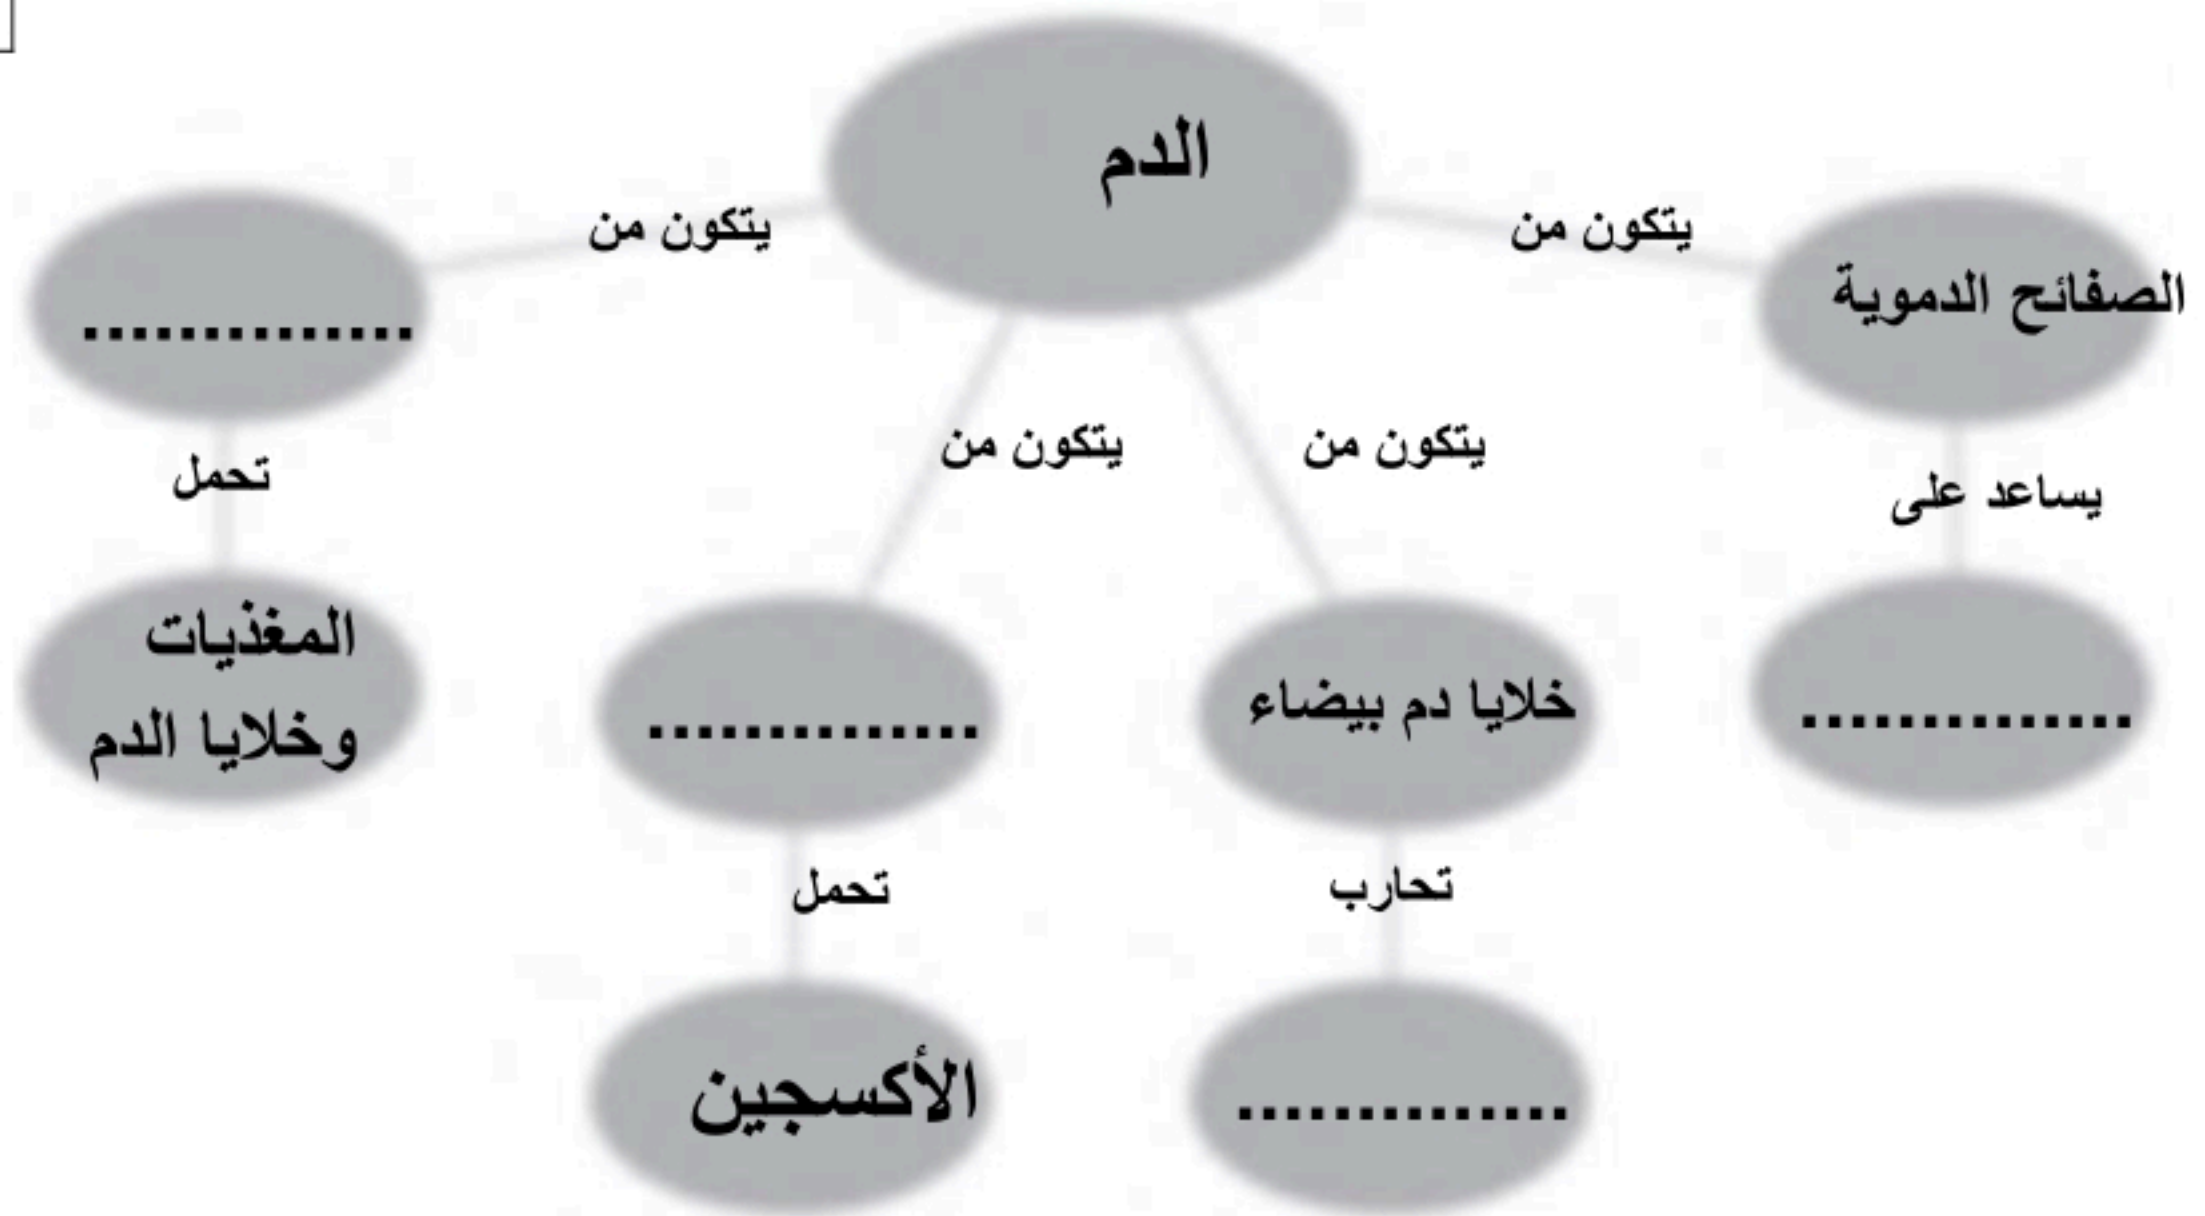 الدم
يتكون من
يتكون من
الصفائح الدموية
..............
يتكون من
يتكون من
تحمل
يساعد على
المغذيات
وخلايا الدم
خلايا دم بيضاء
..............
..............
تحارب
تحمل
الأكسجين
..............